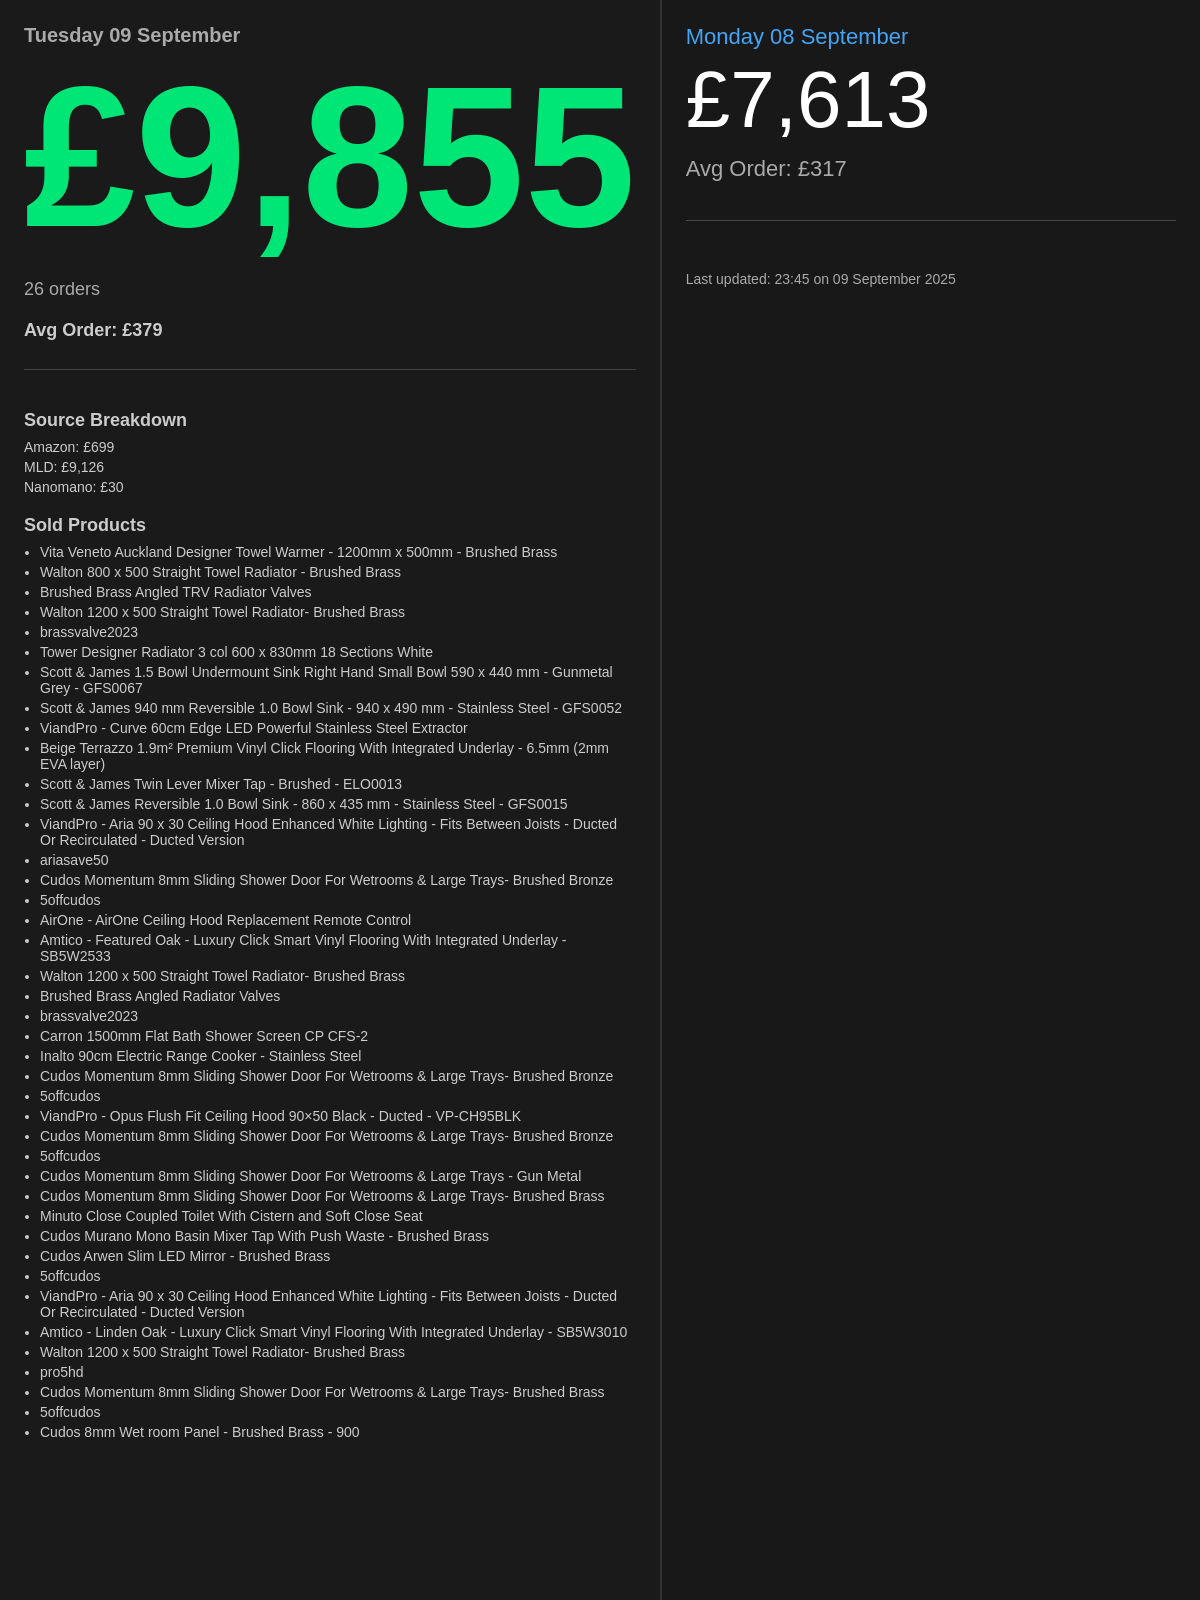 Tuesday 09 September
£9,855
26 orders
Avg Order: £379
Source Breakdown
Amazon: £699
MLD: £9,126
Nanomano: £30
Sold Products
• Vita Veneto Auckland Designer Towel Warmer - 1200mm x 500mm - Brushed Brass
• Walton 800 x 500 Straight Towel Radiator - Brushed Brass
• Brushed Brass Angled TRV Radiator Valves
• Walton 1200 x 500 Straight Towel Radiator- Brushed Brass
• brassvalve2023
• Tower Designer Radiator 3 col 600 x 830mm 18 Sections White
• Scott & James 1.5 Bowl Undermount Sink Right Hand Small Bowl 590 x 440 mm - Gunmetal
Grey - GFS0067
• Scott & James 940 mm Reversible 1.0 Bowl Sink - 940 x 490 mm - Stainless Steel - GFS0052
• ViandPro - Curve 60cm Edge LED Powerful Stainless Steel Extractor
• Beige Terrazzo 1.9m² Premium Vinyl Click Flooring With Integrated Underlay - 6.5mm (2mm
EVA layer)
• Scott & James Twin Lever Mixer Tap - Brushed - ELO0013
• Scott & James Reversible 1.0 Bowl Sink - 860 x 435 mm - Stainless Steel - GFS0015
• ViandPro - Aria 90 x 30 Ceiling Hood Enhanced White Lighting - Fits Between Joists - Ducted
Or Recirculated - Ducted Version
• ariasave50
• Cudos Momentum 8mm Sliding Shower Door For Wetrooms & Large Trays- Brushed Bronze
• 5offcudos
• AirOne - AirOne Ceiling Hood Replacement Remote Control
• Amtico - Featured Oak - Luxury Click Smart Vinyl Flooring With Integrated Underlay -
SB5W2533
• Walton 1200 x 500 Straight Towel Radiator- Brushed Brass
• Brushed Brass Angled Radiator Valves
• brassvalve2023
• Carron 1500mm Flat Bath Shower Screen CP CFS-2
• Inalto 90cm Electric Range Cooker - Stainless Steel
• Cudos Momentum 8mm Sliding Shower Door For Wetrooms & Large Trays- Brushed Bronze
• 5offcudos
• ViandPro - Opus Flush Fit Ceiling Hood 90×50 Black - Ducted - VP-CH95BLK
• Cudos Momentum 8mm Sliding Shower Door For Wetrooms & Large Trays- Brushed Bronze
• 5offcudos
• Cudos Momentum 8mm Sliding Shower Door For Wetrooms & Large Trays - Gun Metal
• Cudos Momentum 8mm Sliding Shower Door For Wetrooms & Large Trays- Brushed Brass
• Minuto Close Coupled Toilet With Cistern and Soft Close Seat
• Cudos Murano Mono Basin Mixer Tap With Push Waste - Brushed Brass
• Cudos Arwen Slim LED Mirror - Brushed Brass
• 5offcudos
• ViandPro - Aria 90 x 30 Ceiling Hood Enhanced White Lighting - Fits Between Joists - Ducted
Or Recirculated - Ducted Version
• Amtico - Linden Oak - Luxury Click Smart Vinyl Flooring With Integrated Underlay - SB5W3010
• Walton 1200 x 500 Straight Towel Radiator- Brushed Brass
• pro5hd
• Cudos Momentum 8mm Sliding Shower Door For Wetrooms & Large Trays- Brushed Brass
• 5offcudos
• Cudos 8mm Wet room Panel - Brushed Brass - 900
Monday 08 September
£7,613
Avg Order: £317
Last updated: 23:45 on 09 September 2025